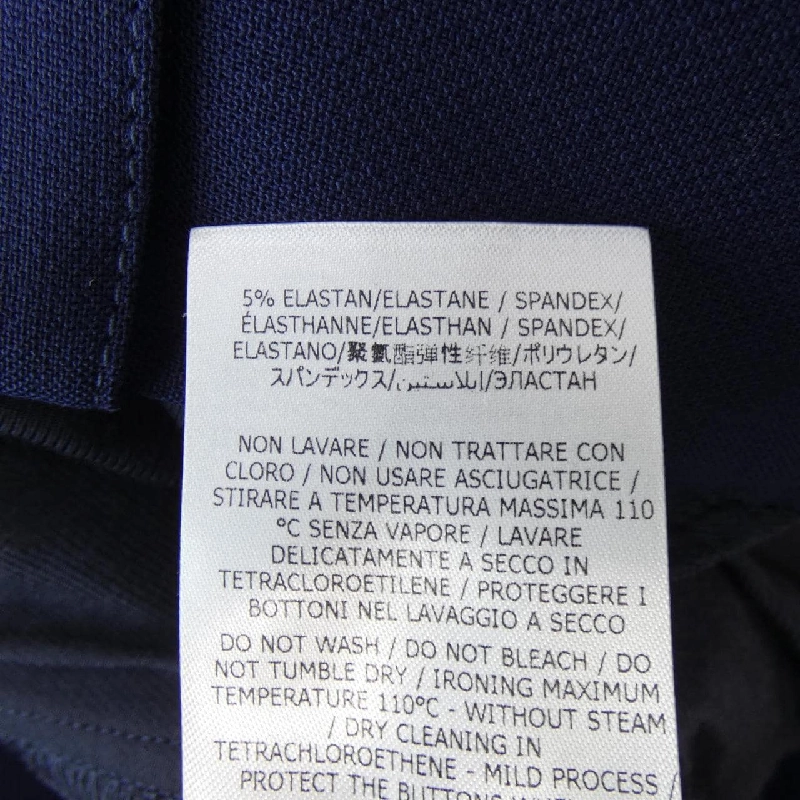 5% ELASTAN/ELASTANE / SPANDEX/
ÉLASTHANNE/ELASTHAN / SPANDEX/
ELASTANO/聚氨酯弹性纤维/ポリウレタン/
スパンデックス/إيلاستين/ЭЛАСТАН
NON LAVARE / NON TRATTARE CON
CLORO / NON USARE ASCIUGATRICE /
STIRARE A TEMPERATURA MASSIMA 110
°C SENZA VAPORE / LAVARE
DELICATAMENTE A SECCO IN
TETRACLOROETILENE / PROTEGGERE I
BOTTONI NEL LAVAGGIO A SECCO
DO NOT WASH / DO NOT BLEACH / DO
NOT TUMBLE DRY / IRONING MAXIMUM
TEMPERATURE 110°C - WITHOUT STEAM
/ DRY CLEANING IN
TETRACHLOROETHENE - MILD PROCESS /
PROTECT THE BUTTONS